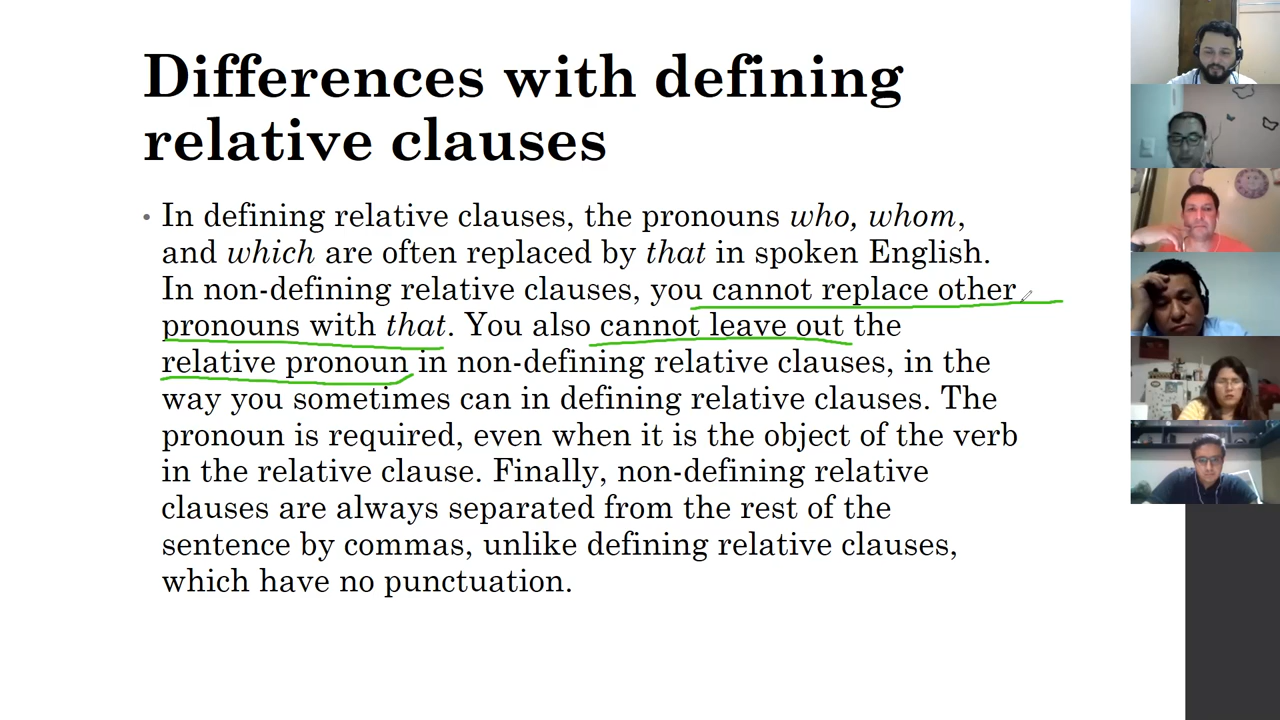 Differences with defining
relative clauses
• In defining relative clauses, the pronouns who, whom,
and which are often replaced by that in spoken English.
In non-defining relative clauses, you cannot replace other
pronouns with that. You also cannot leave out the
relative pronoun in non-defining relative clauses, in the
way you sometimes can in defining relative clauses. The
pronoun is required, even when it is the object of the verb
in the relative clause. Finally, non-defining relative
clauses are always separated from the rest of the
sentence by commas, unlike defining relative clauses,
which have no punctuation.